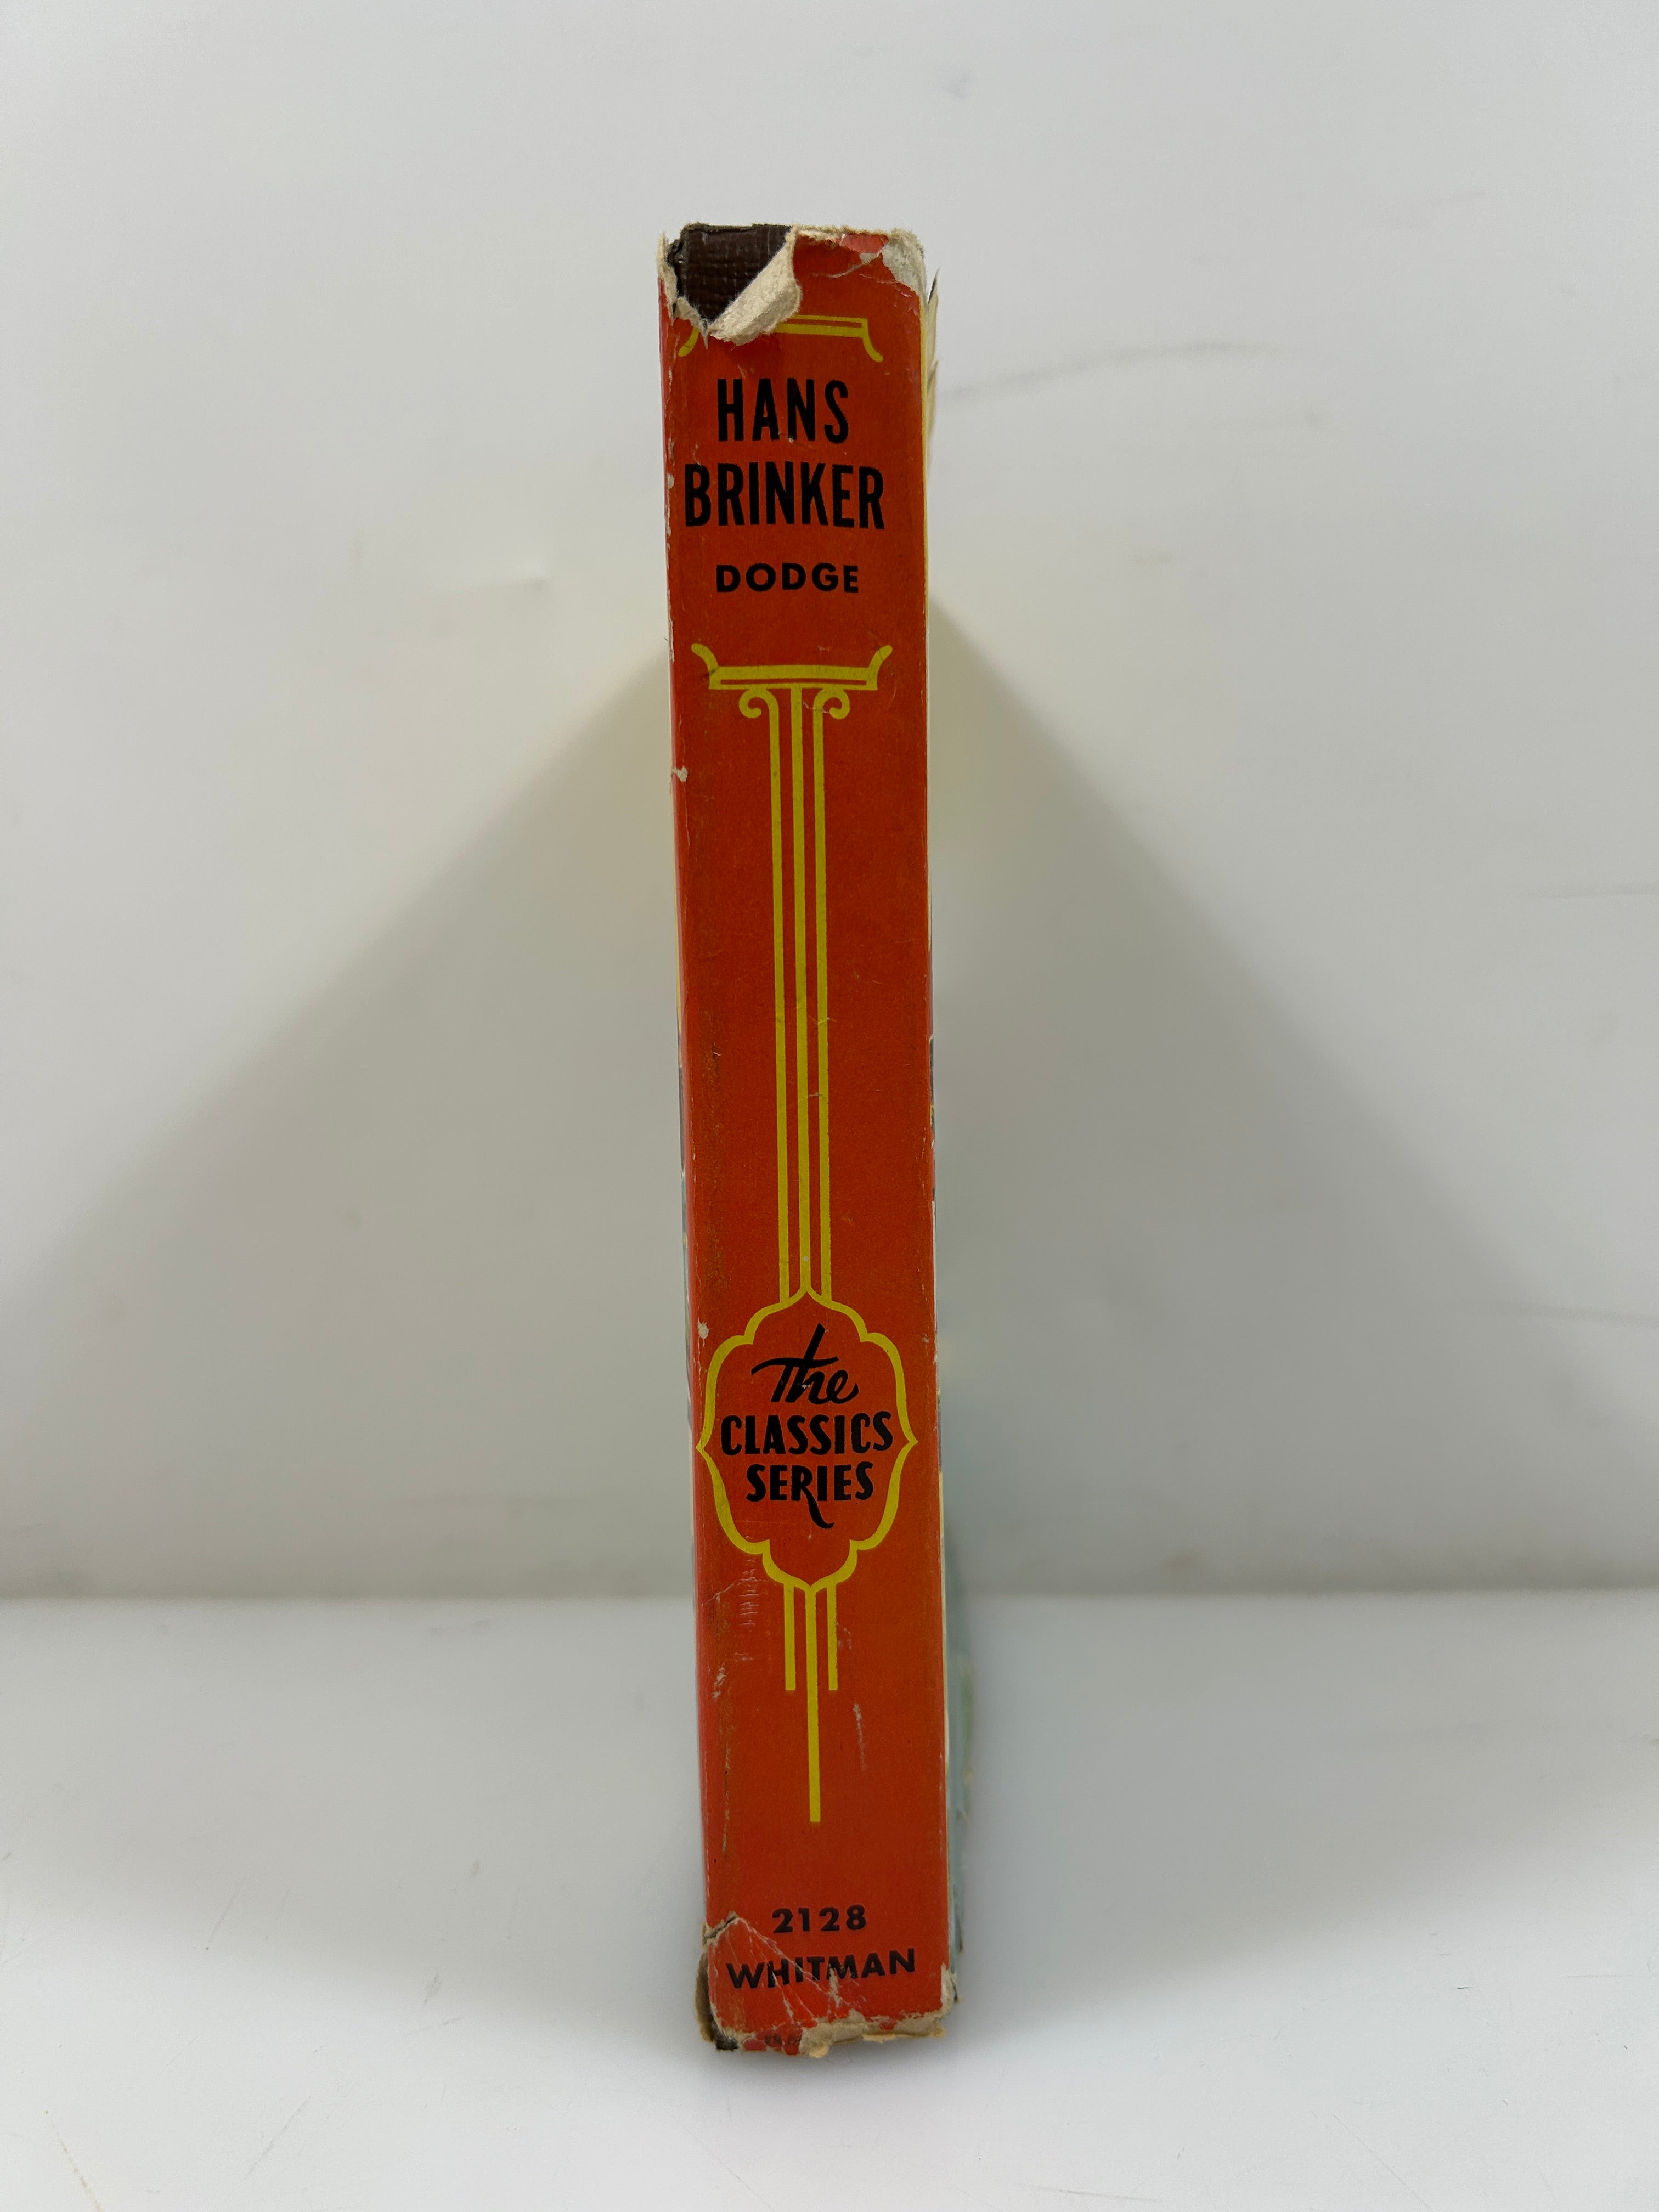 HANS
BRINKER
DODGE
The
CLASSICS
SERIES
2128
WHITMAN